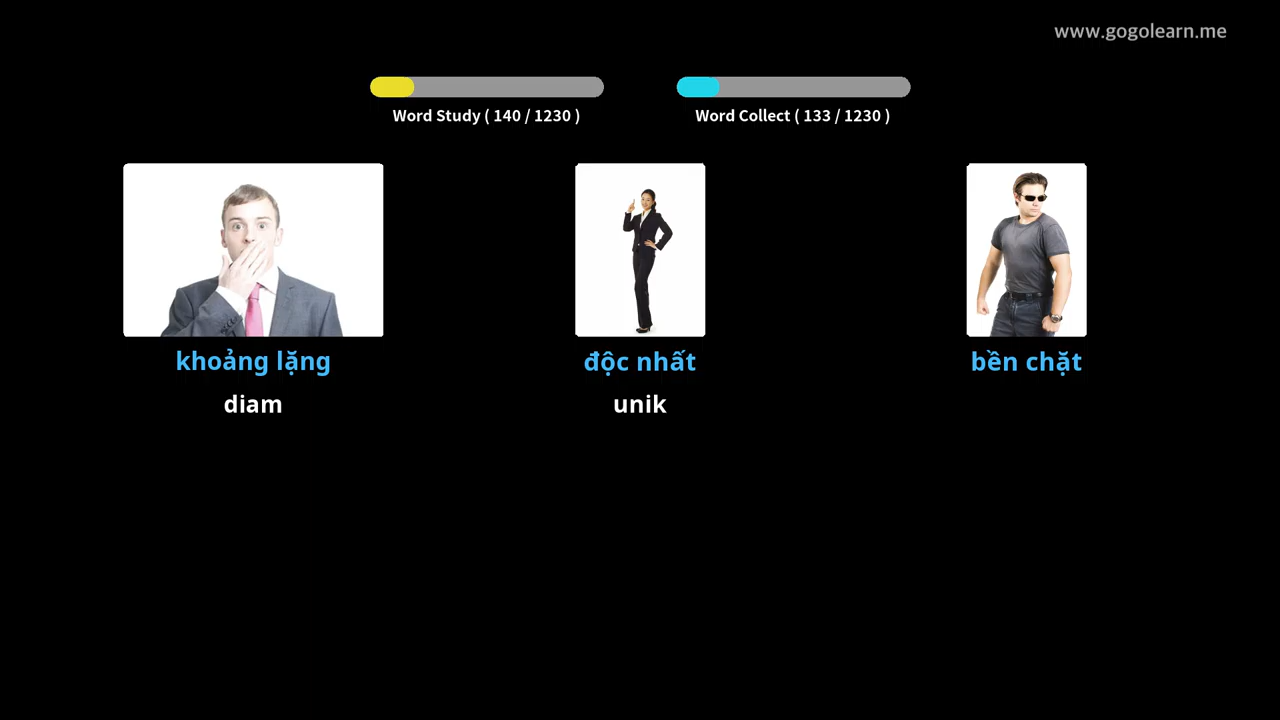 www.gogolearn.me
Word Study ( 140 / 1230 )
Word Collect ( 133 / 1230 )
khoảng lặng
diam
độc nhất
unik
bền chặt